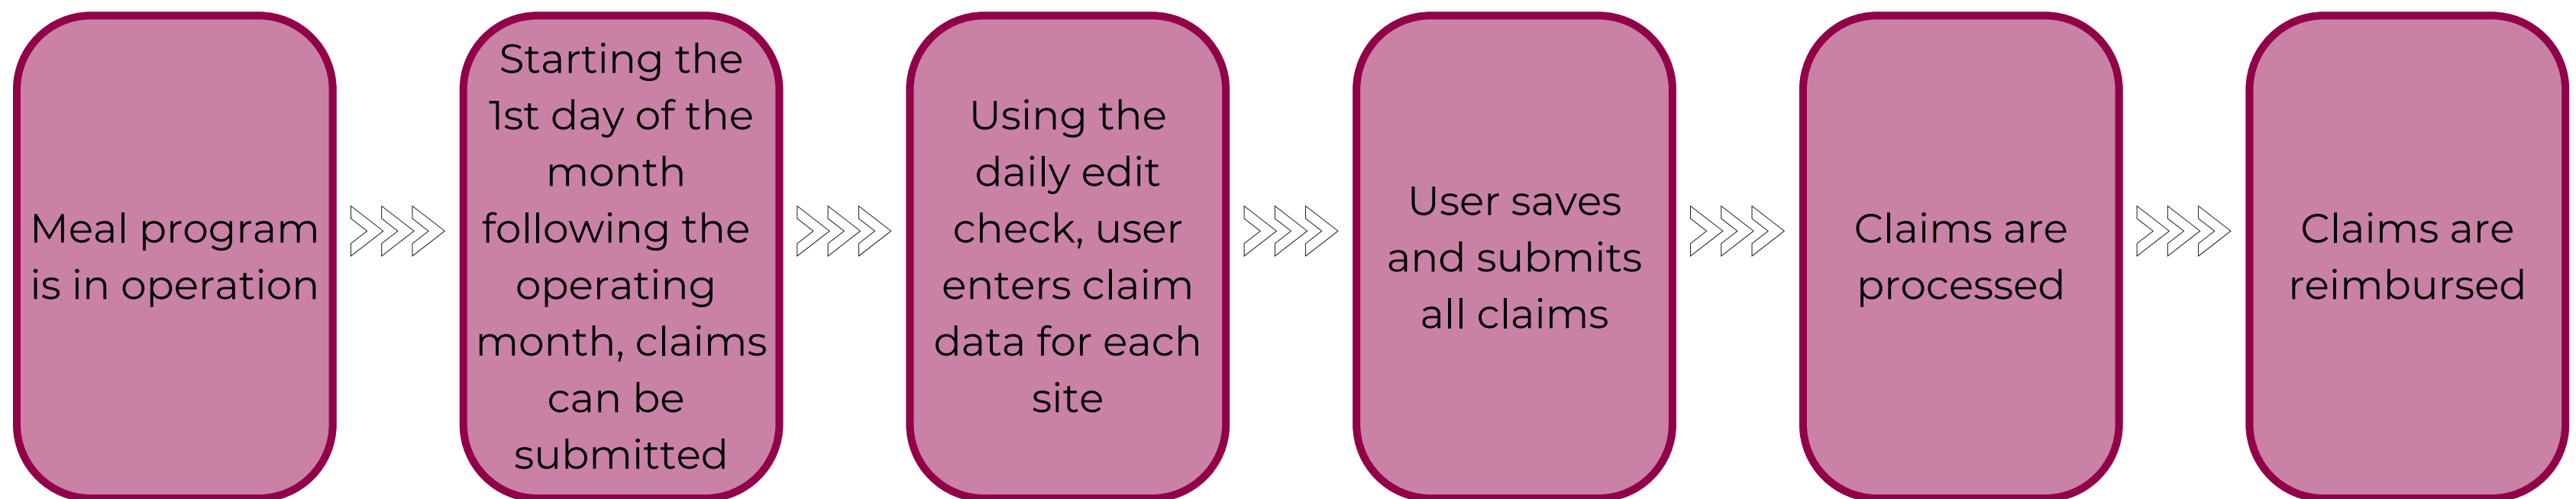 Meal program
is in operation
Starting the
1st day of the
month
following the
operating
month, claims
can be
submitted
Using the
daily edit
check, user
enters claim
data for each
site
User saves
and submits
all claims
Claims are
processed
Claims are
reimbursed